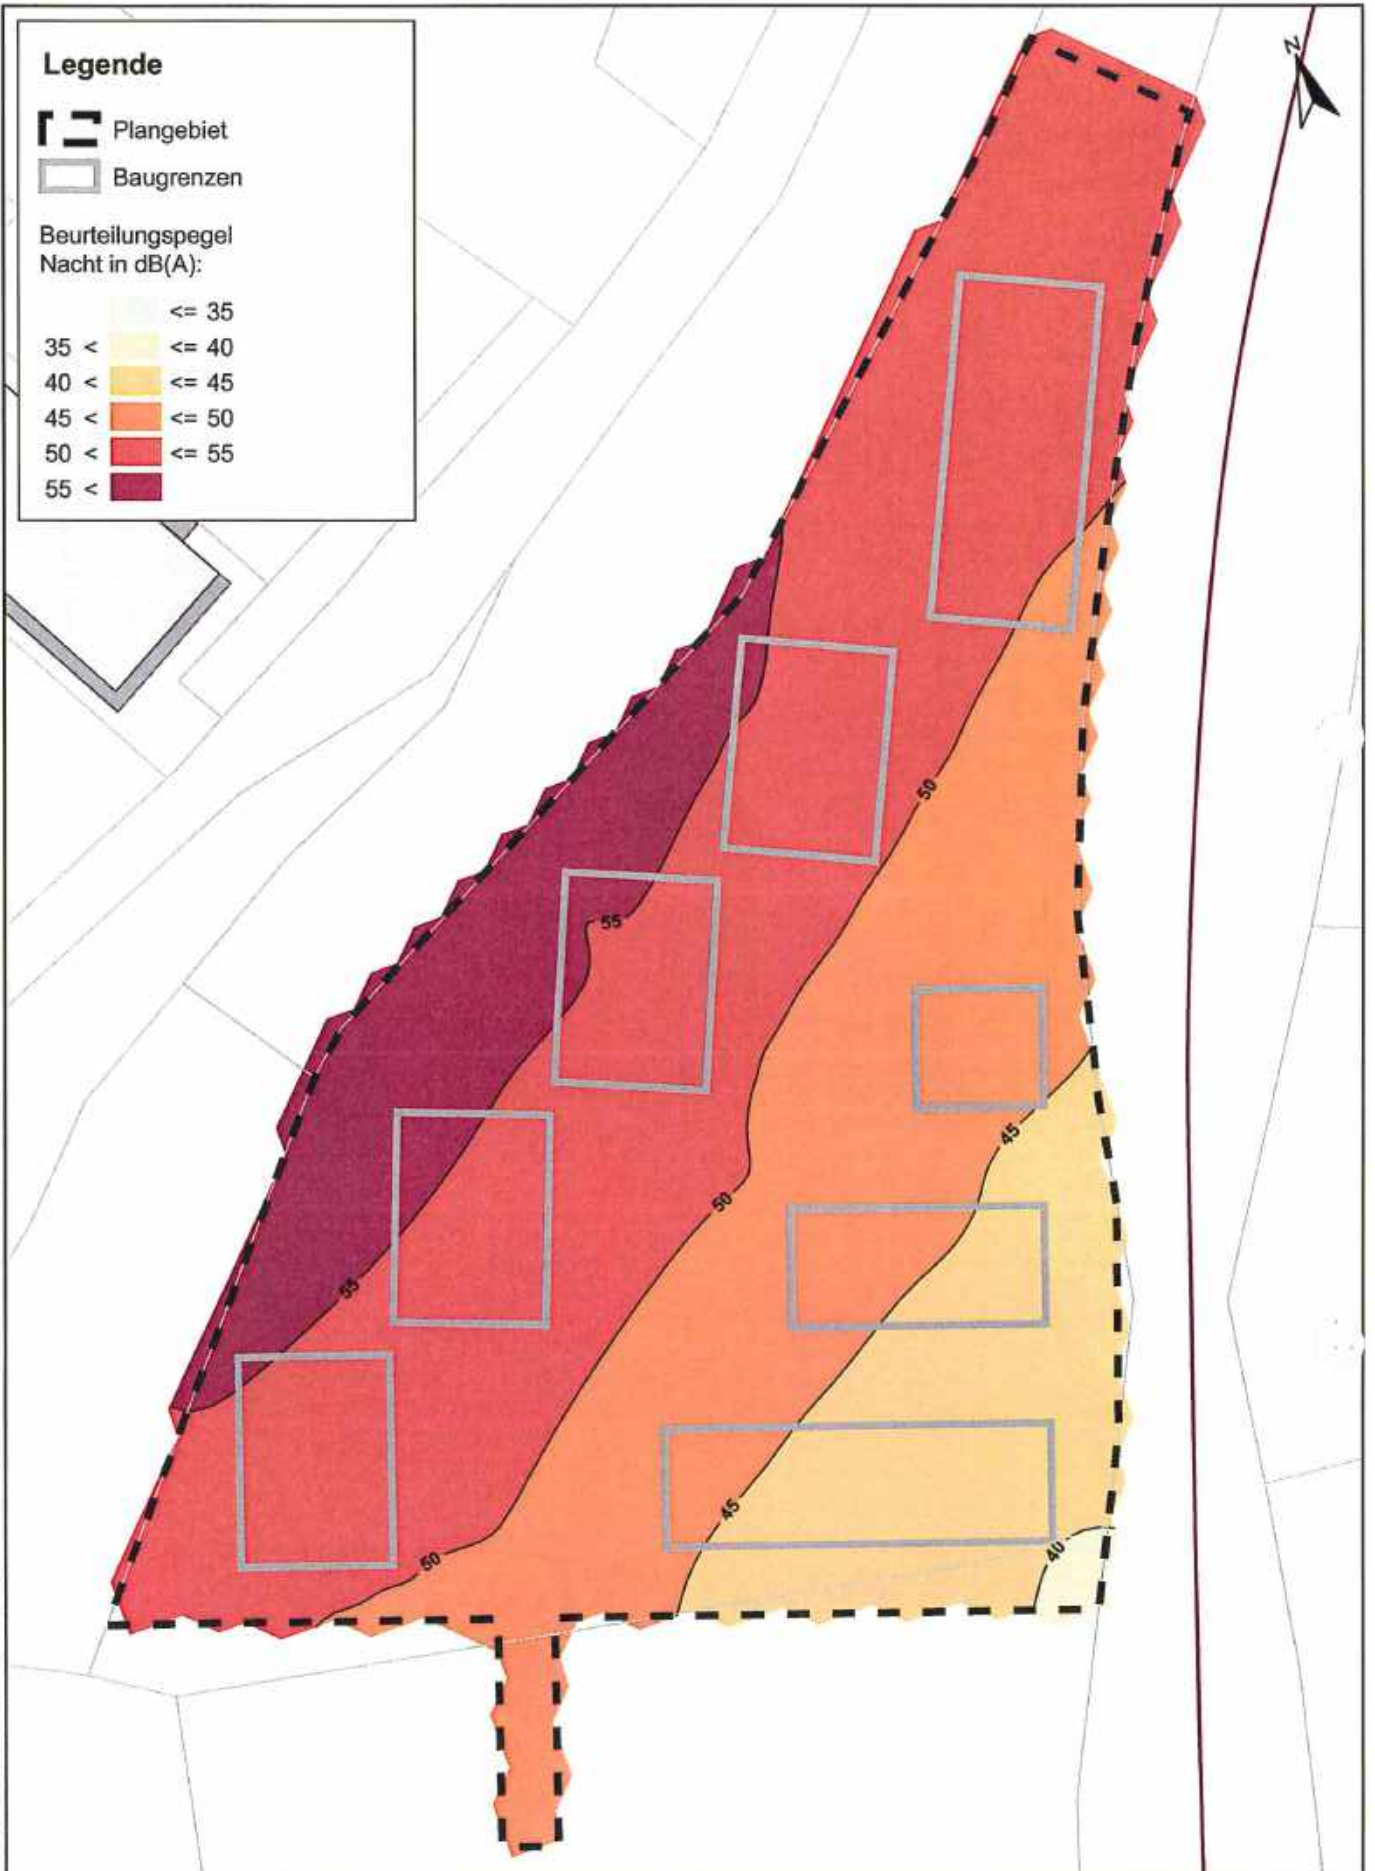 Legende
Plangebiet
Baugrenzen
Beurteilungspegel
Nacht in dB(A):
<= 35
35 < <= 40
40 < <= 45
45 < <= 50
50 < <= 55
55 <
N
50
55
45
50
55
45
40
50